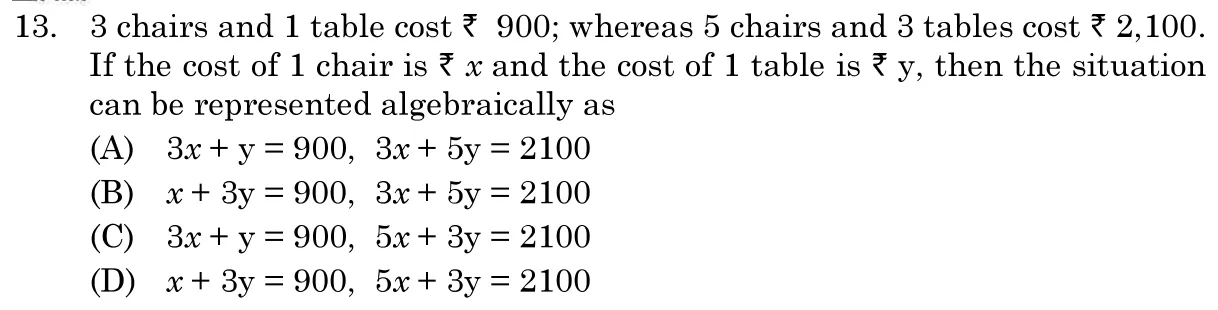 13. 3 chairs and 1 table cost ₹ 900; whereas 5 chairs and 3 tables cost ₹ 2,100.
If the cost of 1 chair is ₹ x and the cost of 1 table is ₹ y, then the situation
can be represented algebraically as
(A) 3x + y = 900, 3x + 5y = 2100
(B) x + 3y = 900, 3x + 5y = 2100
(C) 3x + y = 900, 5x + 3y = 2100
(D) x + 3y = 900, 5x + 3y = 2100